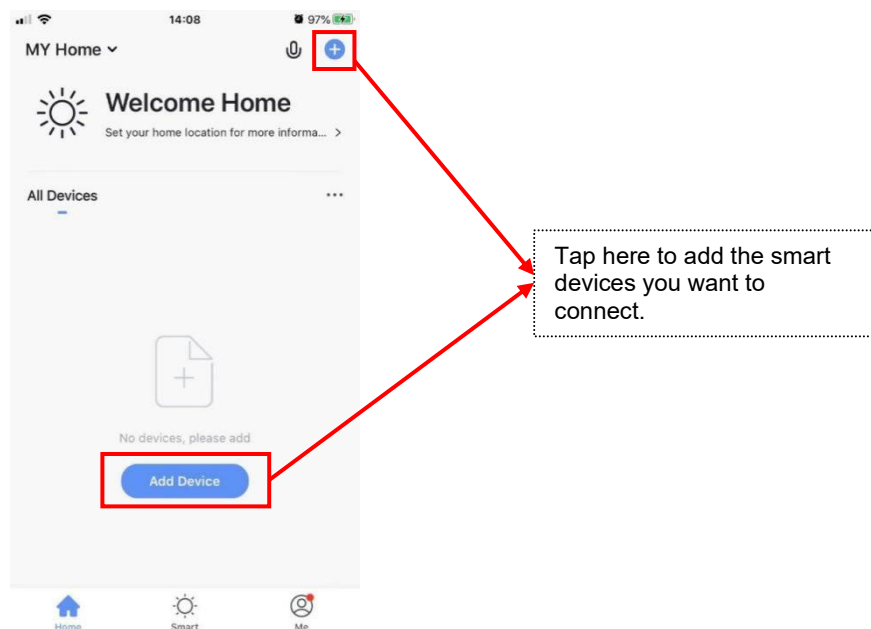 14:08
97%
MY Home
Welcome Home
Set your home location for more informa...
All Devices
Tap here to add the smart
devices you want to
connect.
No devices, please add
Add Device
Home
Smart
Me